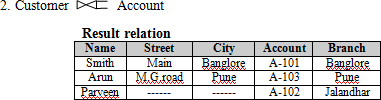 2. Customer ⟖ Account
Result relation
Name Street City Account Branch
Smith Main Banglore A-101 Banglore
Arun M.G.road Pune A-103 Pune
Parveen ------ ------ A-102 Jalandhar